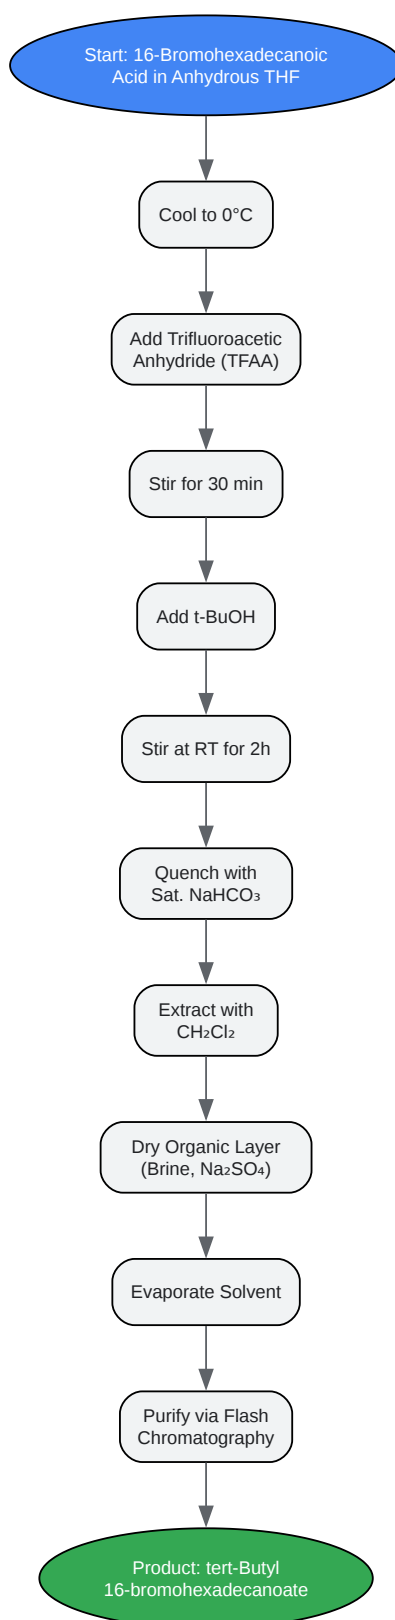 Start: 16-Bromohexadecanoic
Acid in Anhydrous THF
Cool to 0°C
Add Trifluoroacetic
Anhydride (TFAA)
Stir for 30 min
Add t-BuOH
Stir at RT for 2h
Quench with
Sat. NaHCO₃
Extract with
CH₂Cl₂
Dry Organic Layer
(Brine, Na₂SO₄)
Evaporate Solvent
Purify via Flash
Chromatography
Product: tert-Butyl
16-bromohexadecanoate